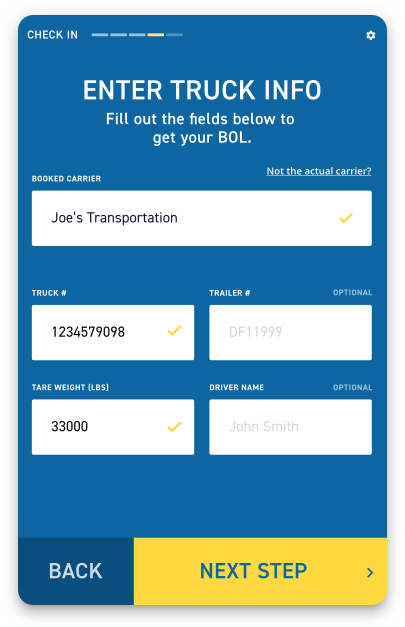 CHECK IN
ENTER TRUCK INFO
Fill out the fields below to
get your BOL.
Not the actual carrier?
BOOKED CARRIER
Joe's Transportation
TRUCK #
TRAILER # OPTIONAL
1234579098
DF11999
TARE WEIGHT (LBS)
DRIVER NAME OPTIONAL
33000
John Smith
BACK
NEXT STEP